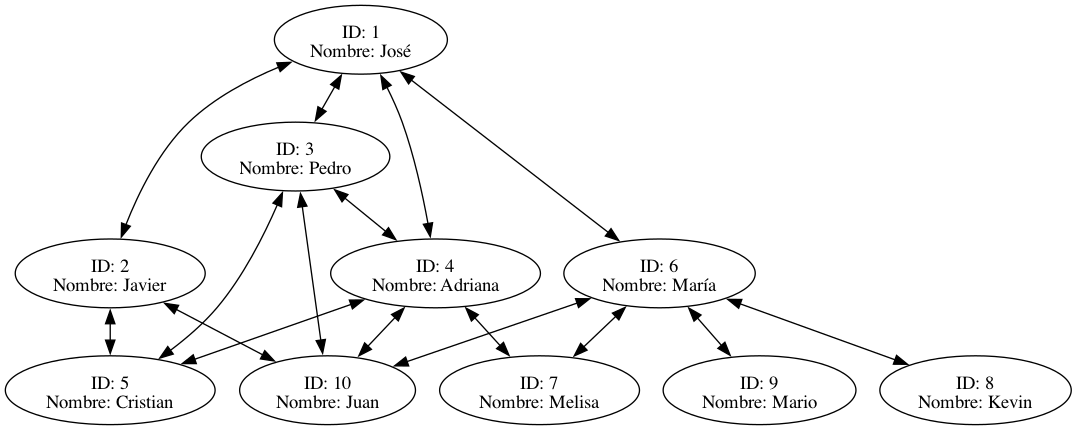 ID: 1
Nombre: José
ID: 3
Nombre: Pedro
ID: 2
Nombre: Javier
ID: 4
Nombre: Adriana
ID: 6
Nombre: María
ID: 5
Nombre: Cristian
ID: 10
Nombre: Juan
ID: 7
Nombre: Melisa
ID: 9
Nombre: Mario
ID: 8
Nombre: Kevin